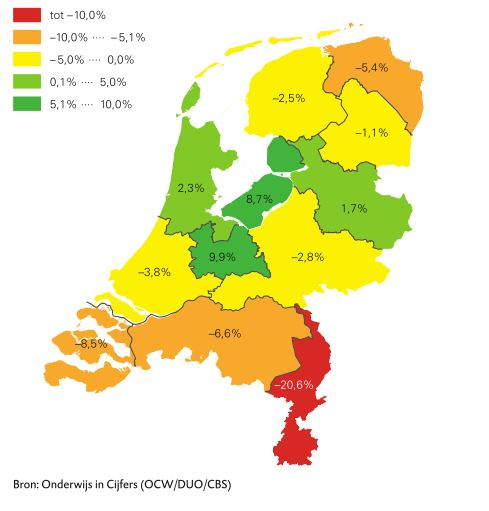 tot –10,0%
–10,0% ···· –5,1%
–5,0% ···· 0,0%
0,1% ···· 5,0%
5,1% ···· 10,0%
–5,4%
–2,5%
–1,1%
2,3%
8,7%
1,7%
9,9%
–2,8%
–3,8%
–6,6%
–8,5%
–20,6%
Bron: Onderwijs in Cijfers (OCW/DUO/CBS)